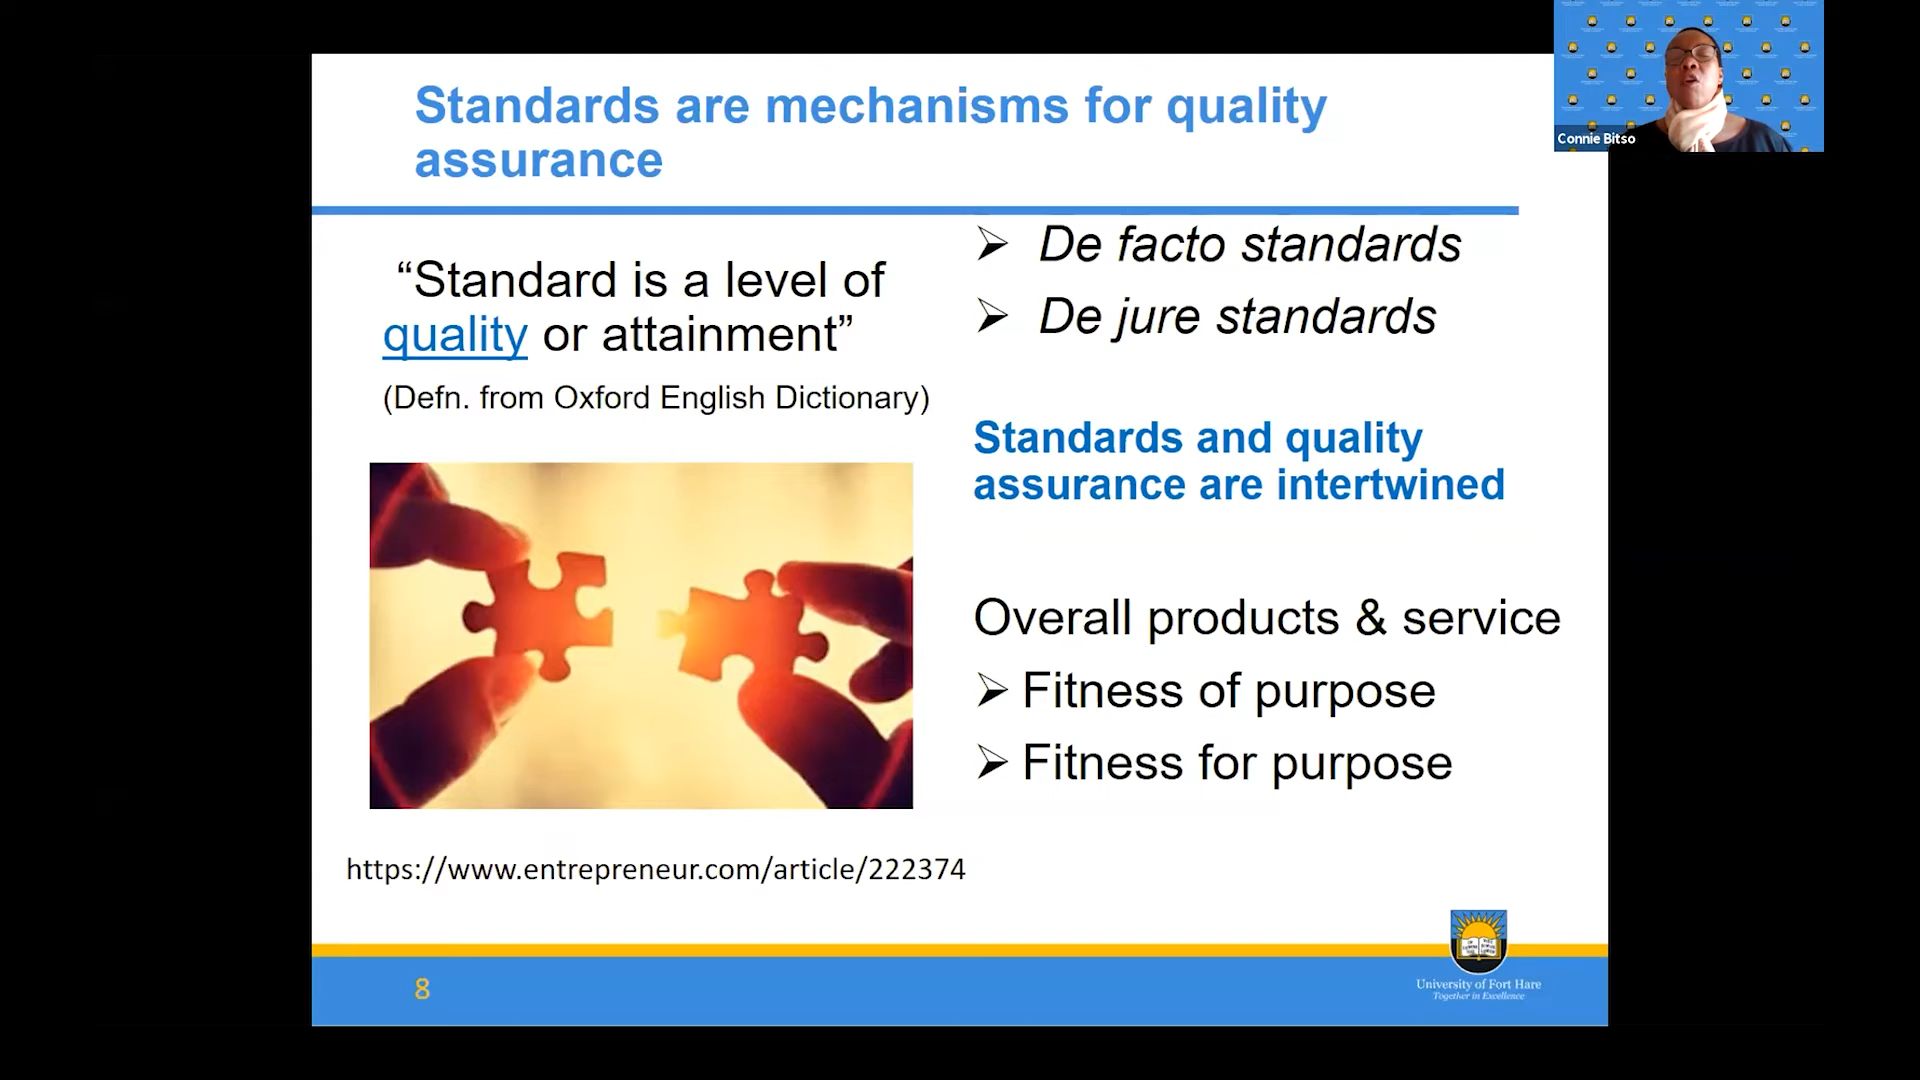 Standards are mechanisms for quality
assurance
“Standard is a level of
quality or attainment”
(Defn. from Oxford English Dictionary)
https://www.entrepreneur.com/article/222374
➢ De facto standards
➢ De jure standards
Standards and quality
assurance are intertwined
Overall products & service
➢ Fitness of purpose
➢ Fitness for purpose
8
University of Fort Hare
Together in Excellence
Connie Bitso